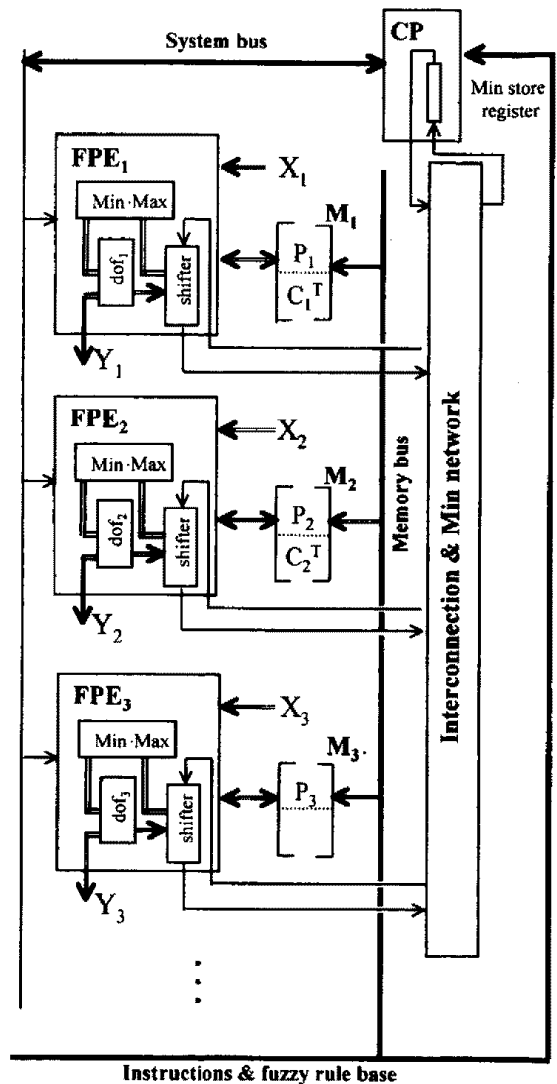 System bus
CP
Min store
register
FPE₁
X₁
Min·Max
M₁
dof₁
shifter
P₁
C₁ᵀ
Y₁
FPE₂
X₂
Min·Max
M₂
dof₂
shifter
P₂
C₂ᵀ
Y₂
Memory bus
Interconnection & Min network
FPE₃
X₃
Min·Max
M₃.
dof₃
shifter
P₃
Y₃
Instructions & fuzzy rule base